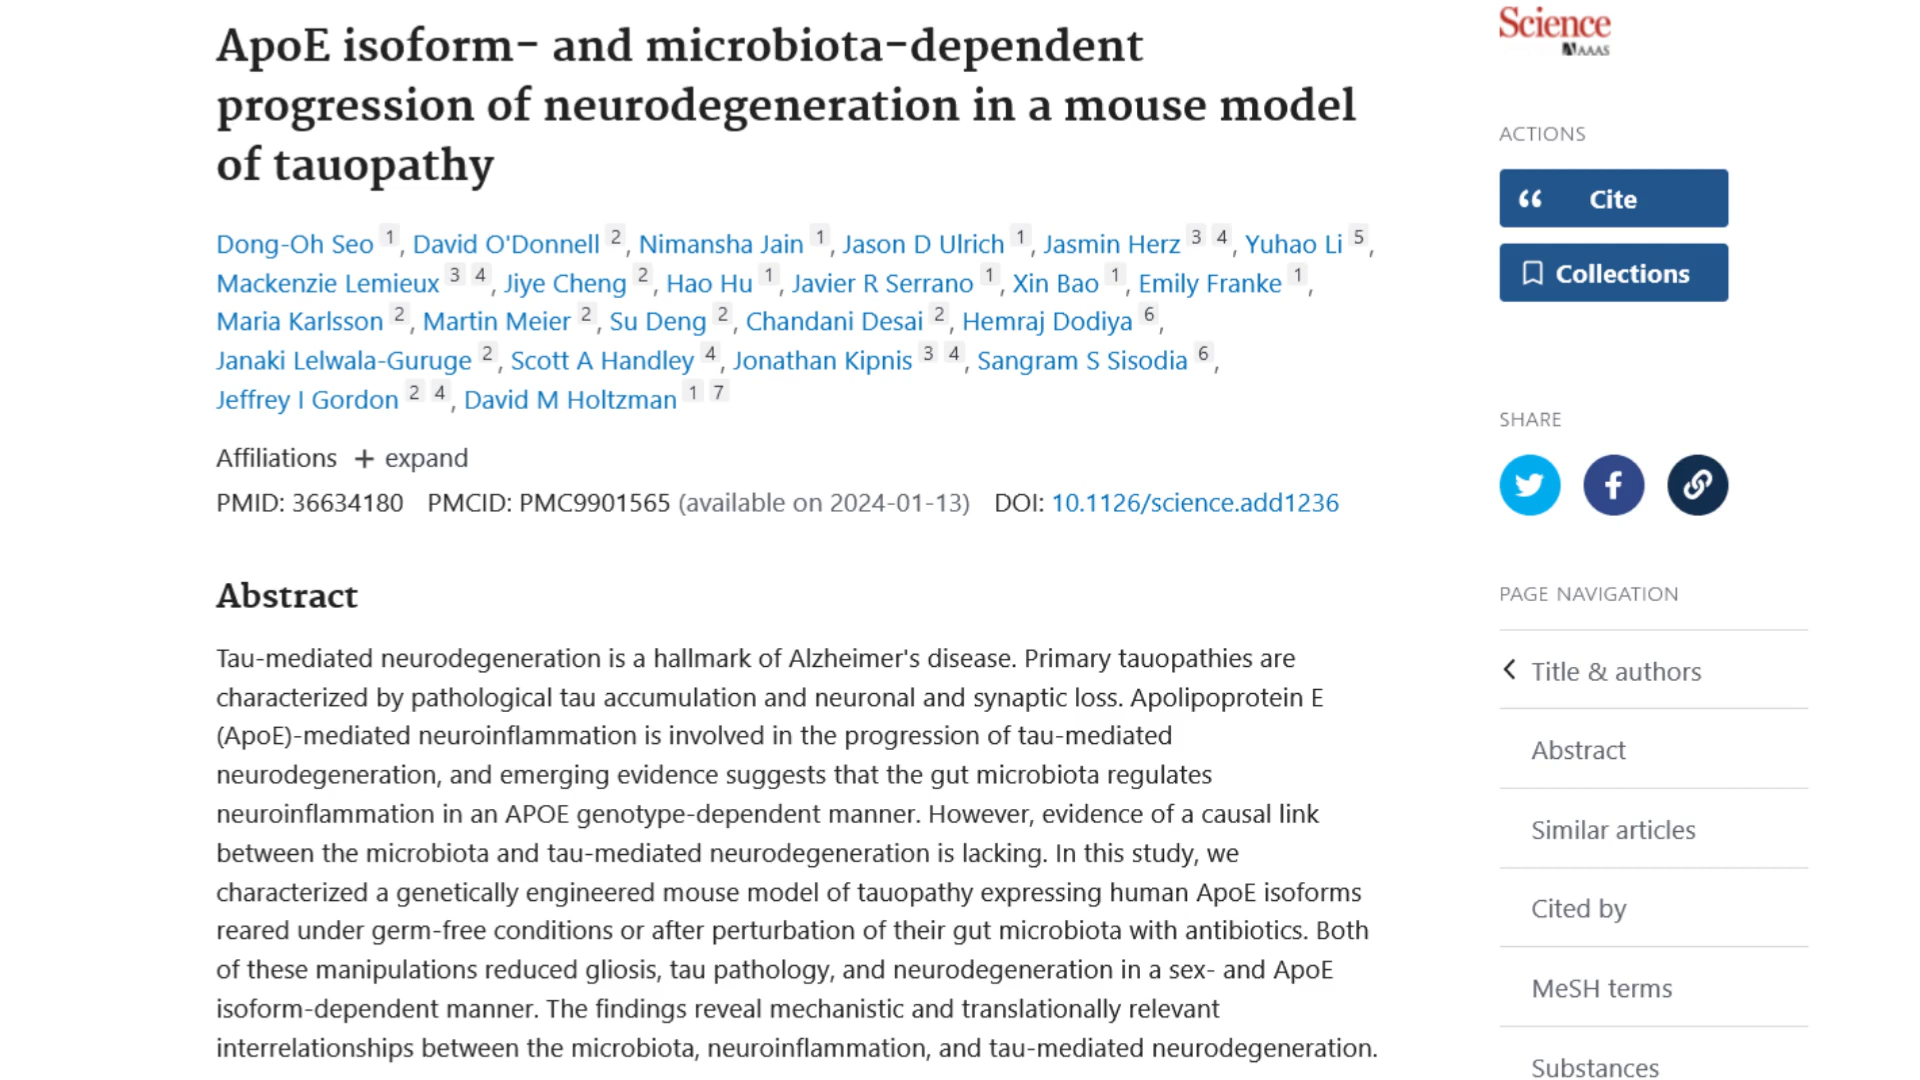 ApoE isoform- and microbiota-dependent
progression of neurodegeneration in a mouse model
of tauopathy
Dong-Oh Seo 1, David O'Donnell 2, Nimansha Jain 1, Jason D Ulrich 1, Jasmin Herz 3 4, Yuhao Li 5,
Mackenzie Lemieux 3 4, Jiye Cheng 2, Hao Hu 1, Javier R Serrano 1, Xin Bao 1, Emily Franke 1,
Maria Karlsson 2, Martin Meier 2, Su Deng 2, Chandani Desai 2, Hemraj Dodiya 6,
Janaki Lelwala-Guruge 2, Scott A Handley 4, Jonathan Kipnis 3 4, Sangram S Sisodia 6,
Jeffrey I Gordon 2 4, David M Holtzman 1 7
Affiliations + expand
PMID: 36634180 PMCID: PMC9901565 (available on 2024-01-13) DOI: 10.1126/science.add1236
Abstract
Tau-mediated neurodegeneration is a hallmark of Alzheimer's disease. Primary tauopathies are
characterized by pathological tau accumulation and neuronal and synaptic loss. Apolipoprotein E
(ApoE)-mediated neuroinflammation is involved in the progression of tau-mediated
neurodegeneration, and emerging evidence suggests that the gut microbiota regulates
neuroinflammation in an APOE genotype-dependent manner. However, evidence of a causal link
between the microbiota and tau-mediated neurodegeneration is lacking. In this study, we
characterized a genetically engineered mouse model of tauopathy expressing human ApoE isoforms
reared under germ-free conditions or after perturbation of their gut microbiota with antibiotics. Both
of these manipulations reduced gliosis, tau pathology, and neurodegeneration in a sex- and ApoE
isoform-dependent manner. The findings reveal mechanistic and translationally relevant
interrelationships between the microbiota, neuroinflammation, and tau-mediated neurodegeneration.
Science
AAAS
ACTIONS
Cite
Collections
SHARE
PAGE NAVIGATION
Title & authors
Abstract
Similar articles
Cited by
MeSH terms
Substances